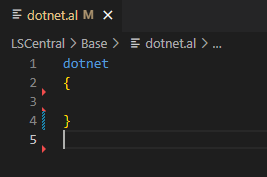 dotnet.al M
LSCentral > Base > dotnet.al > ...
1 dotnet
2 {
3
4 }
5